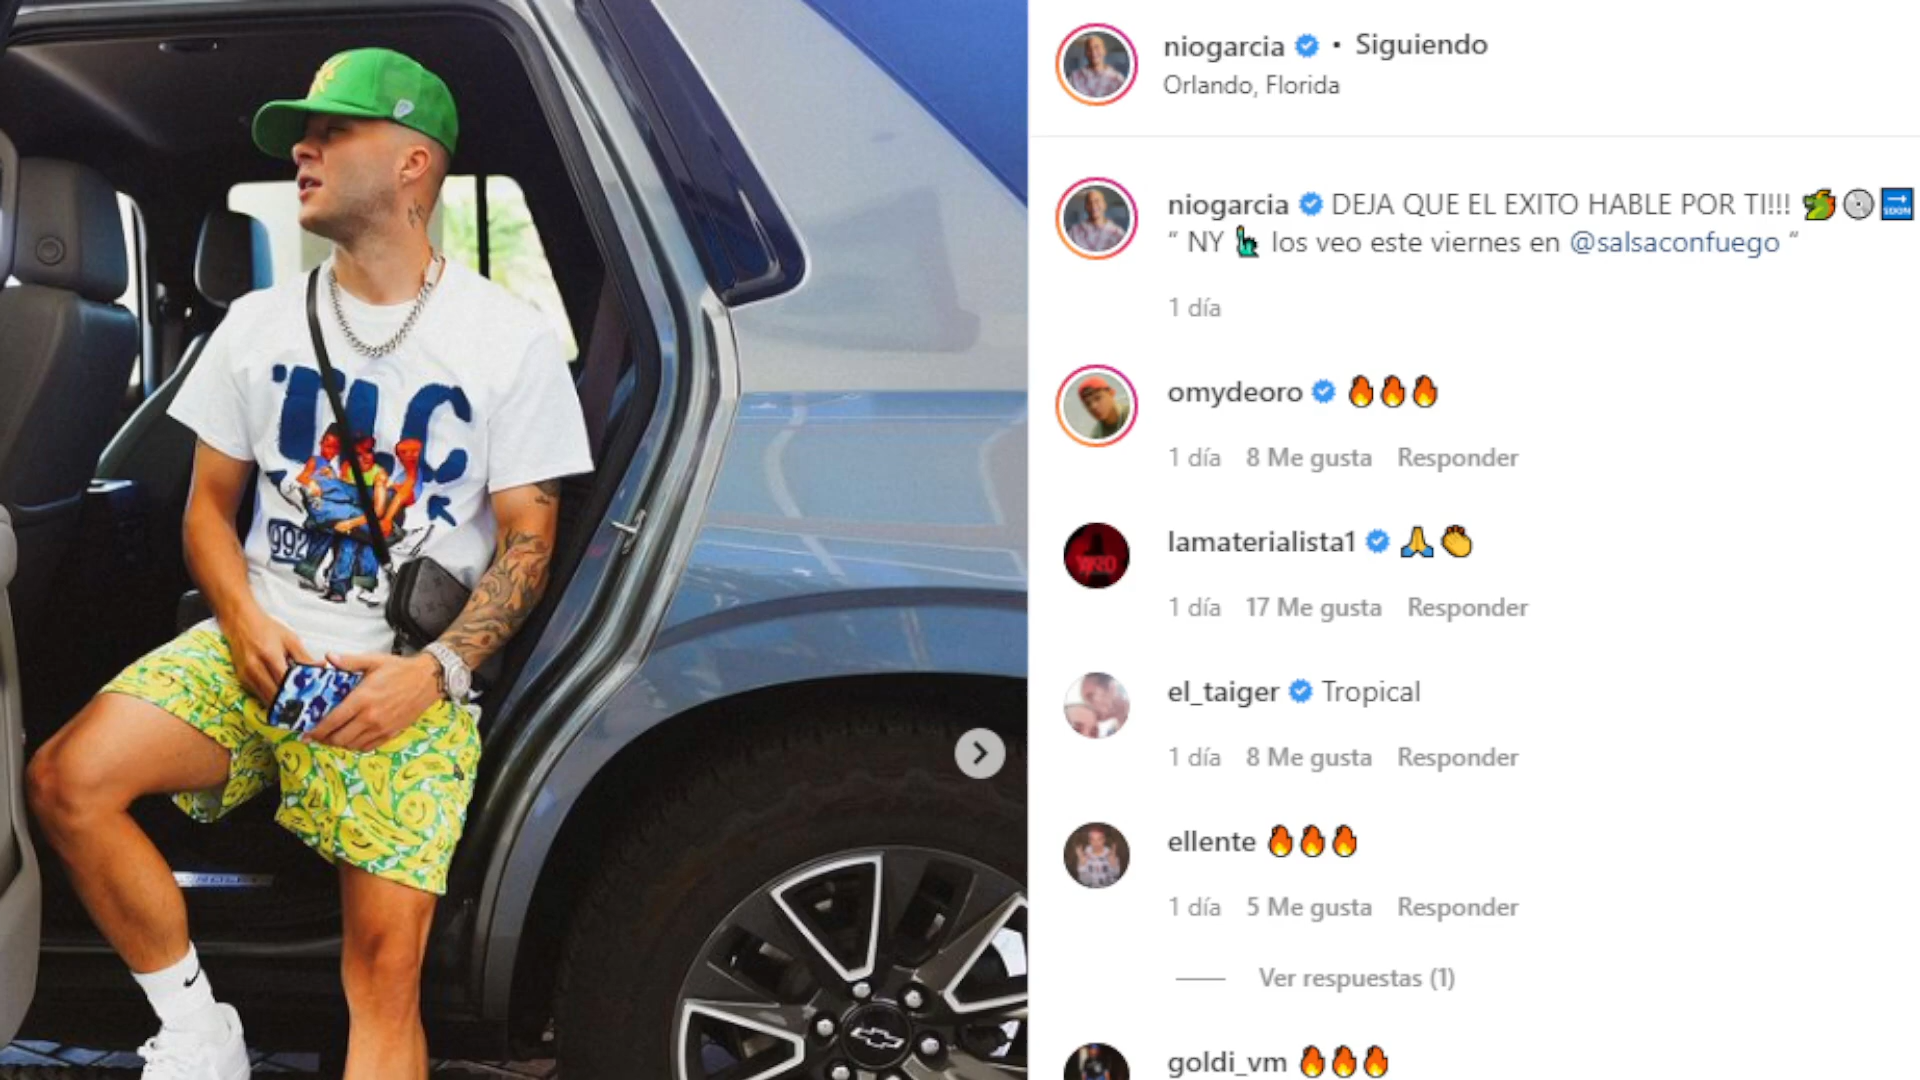 TLC
1992
niogarcia • Siguiendo
Orlando, Florida
niogarcia DEJA QUE EL EXITO HABLE POR TI!!! 🐲💿🔜
“ NY 🗽 los veo este viernes en @salsaconfuego “
1 día
omydeoro 🔥🔥🔥
1 día 8 Me gusta Responder
lamaterialista1 🙏👏
1 día 17 Me gusta Responder
el_taiger Tropical
1 día 8 Me gusta Responder
ellente 🔥🔥🔥
1 día 5 Me gusta Responder
Ver respuestas (1)
goldi_vm 🔥🔥🔥